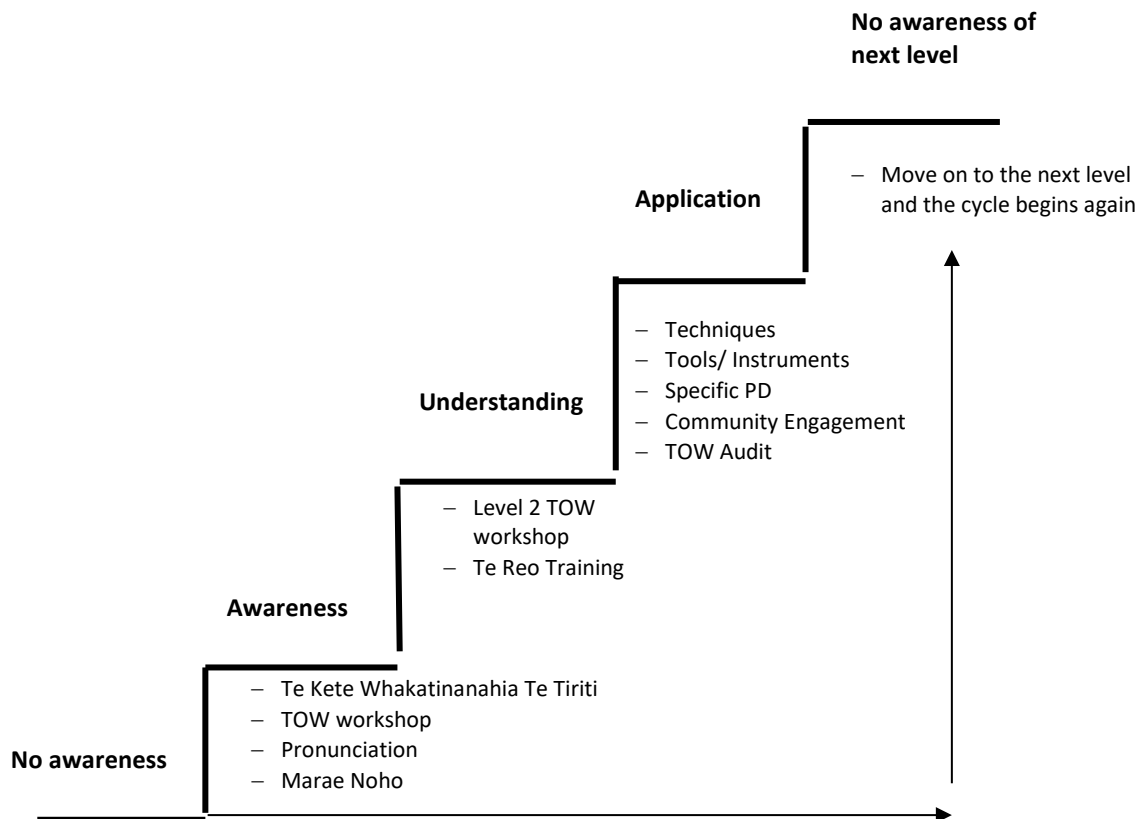 No awareness of
next level
– Move on to the next level
and the cycle begins again
Application
– Techniques
– Tools/ Instruments
– Specific PD
– Community Engagement
– TOW Audit
Understanding
– Level 2 TOW
workshop
– Te Reo Training
Awareness
– Te Kete Whakatinanahia Te Tiriti
– TOW workshop
– Pronunciation
– Marae Noho
No awareness